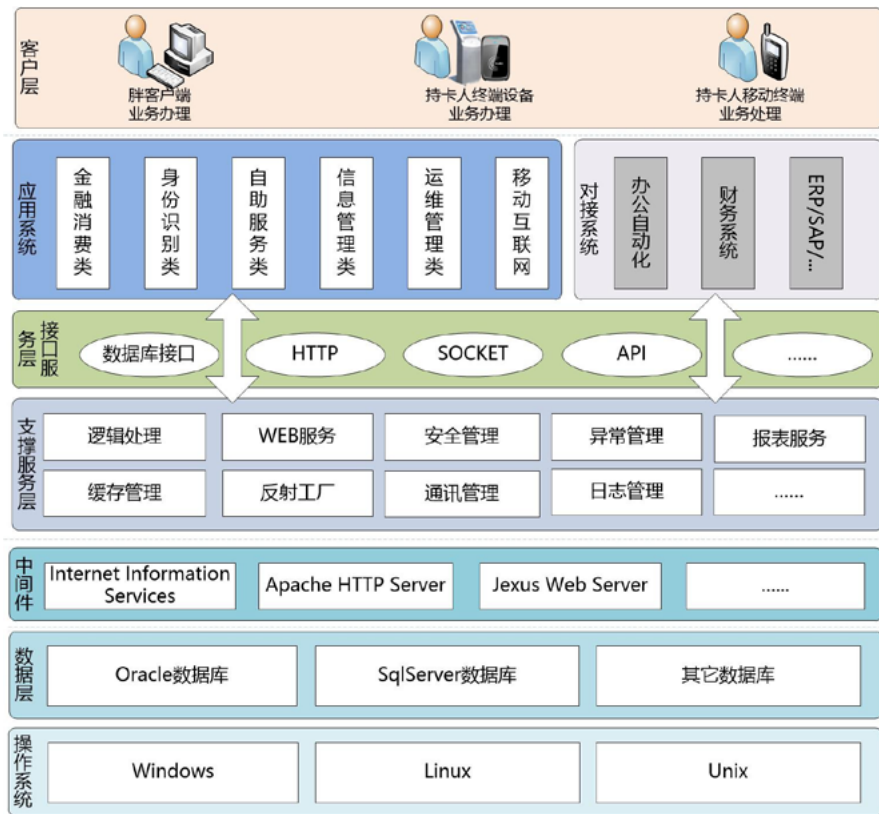 客户层
胖客户端
业务办理
持卡人终端设备
业务办理
持卡人移动终端
业务处理
应用系统
金融消费类
身份识别类
自助服务类
信息管理类
运维管理类
移动互联网
对接系统
办公自动化
财务系统
ERP/SAP/...
接口服
务层
数据库接口
HTTP
SOCKET
API
......
支撑服务层
逻辑处理
WEB服务
安全管理
异常管理
报表服务
缓存管理
反射工厂
通讯管理
日志管理
......
中间件
Internet Information
Services
Apache HTTP Server
Jexus Web Server
......
数据层
Oracle数据库
SqlServer数据库
其它数据库
操作系统
Windows
Linux
Unix